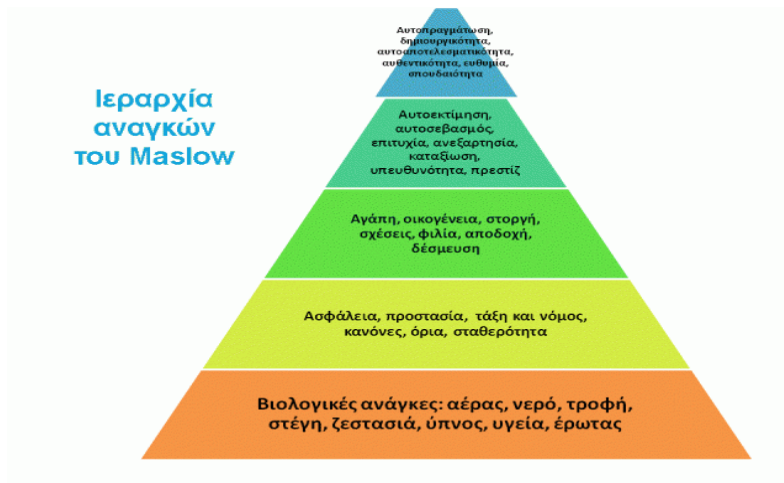 Ιεραρχία
αναγκών
του Maslow
Αυτοπραγμάτωση,
δημιουργικότητα,
αυτοαποτελεσματικότητα,
αυθεντικότητα, ευθυμία,
σπουδαιότητα
Αυτοεκτίμηση,
αυτοσεβασμός,
επιτυχία, ανεξαρτησία,
καταξίωση,
υπευθυνότητα, πρεστίζ
Αγάπη, οικογένεια, στοργή,
σχέσεις, φιλία, αποδοχή,
δέσμευση
Ασφάλεια, προστασία, τάξη και νόμος,
κανόνες, όρια, σταθερότητα
Βιολογικές ανάγκες: αέρας, νερό, τροφή,
στέγη, ζεστασιά, ύπνος, υγεία, έρωτας